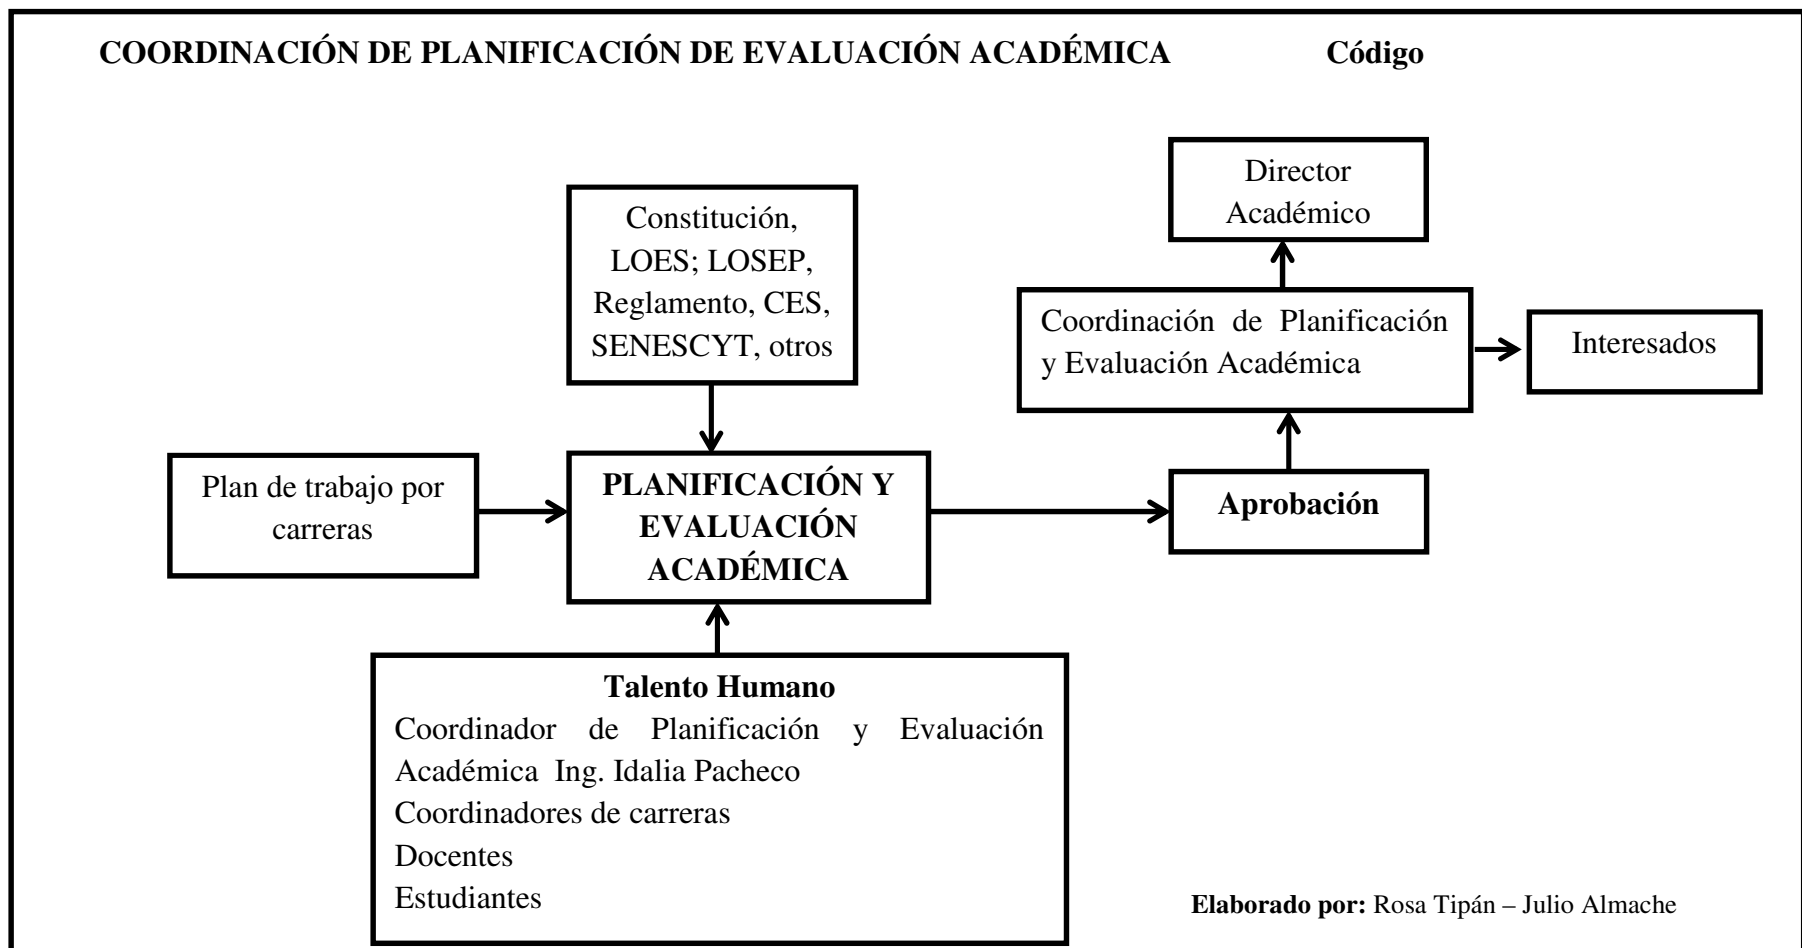 COORDINACIÓN DE PLANIFICACIÓN DE EVALUACIÓN ACADÉMICA Código
Director
Académico
Constitución,
LOES; LOSEP,
Reglamento, CES,
SENESCYT, otros
Coordinación de Planificación
y Evaluación Académica
Interesados
Plan de trabajo por
carreras
PLANIFICACIÓN Y
EVALUACIÓN
ACADÉMICA
Aprobación
Talento Humano
Coordinador de Planificación y Evaluación
Académica Ing. Idalia Pacheco
Coordinadores de carreras
Docentes
Estudiantes
Elaborado por: Rosa Tipán – Julio Almache